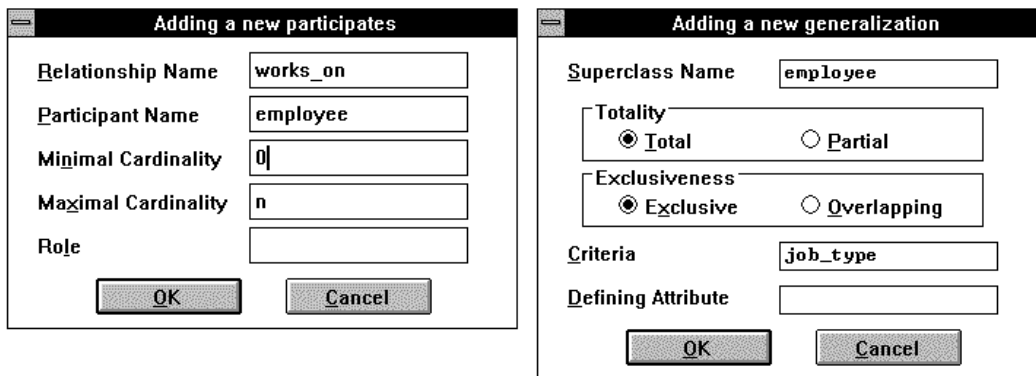 Adding a new participates
Relationship Name works_on
Participant Name employee
Minimal Cardinality 0
Maximal Cardinality n
Role
OK Cancel
Adding a new generalization
Superclass Name employee
Totality
Total Partial
Exclusiveness
Exclusive Overlapping
Criteria job_type
Defining Attribute
OK Cancel